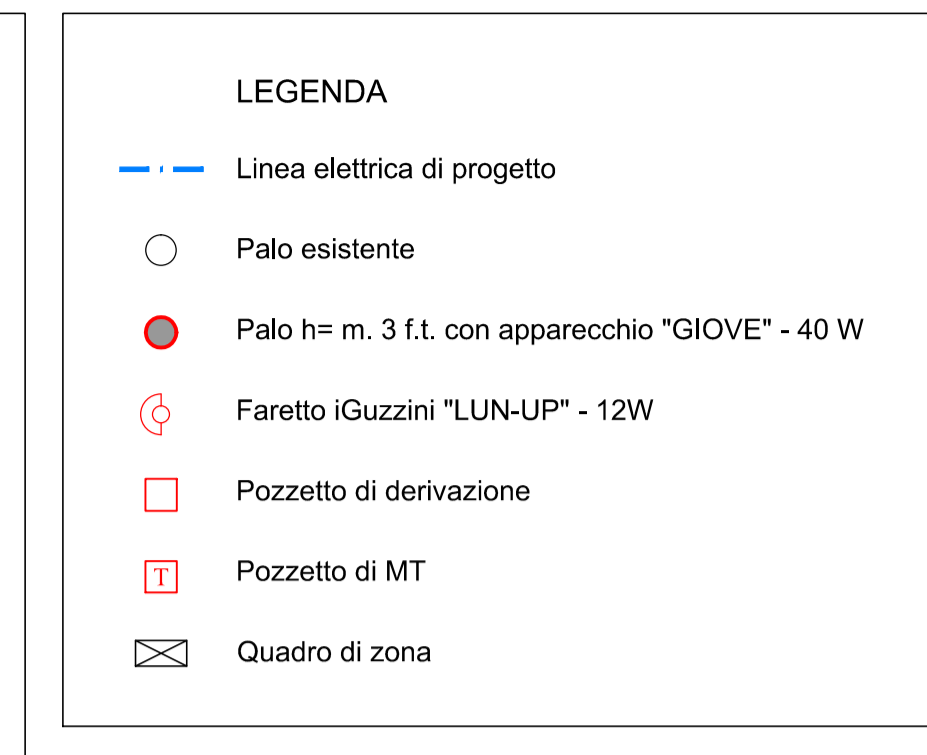 LEGENDA
Linea elettrica di progetto
Palo esistente
Palo h= m. 3 f.t. con apparecchio "GIOVE" - 40 W
Faretto iGuzzini "LUN-UP" - 12W
Pozzetto di derivazione
T Pozzetto di MT
Quadro di zona